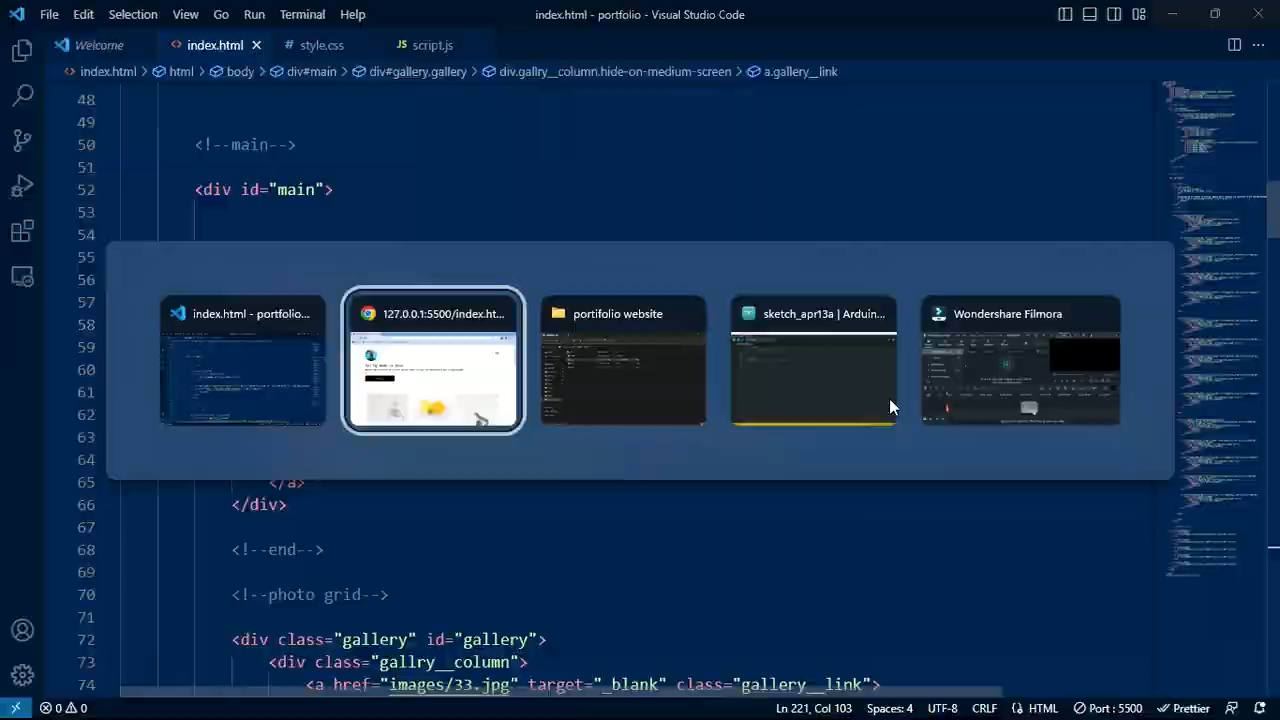 File Edit Selection View Go Run Terminal Help
index.html - portfolio - Visual Studio Code
Welcome
<> index.html
# style.css
JS script.js
<> index.html > html > body > div#main > div#gallery.gallery > div.gallry__column.hide-on-medium-screen > a.gallery__link
48
49
50 <!--main-->
51
52 <div id="main">
53
54
55
56
57
58
59
60
61
62
63
64
65 </a>
66 </div>
67
68 <!--end-->
69
70 <!--photo grid-->
71
72 <div class="gallery" id="gallery">
73 <div class="gallry__column">
74 <a href="images/33.jpg" target="_blank" class="gallery__link">
index.html - portfolio...
127.0.0.1:5500/index...
portfolio website
sketch_apr13a | Arduin...
Wondershare Filmora
0 0
Ln 221, Col 103 Spaces: 4 UTF-8 CRLF HTML Port : 5500 Prettier